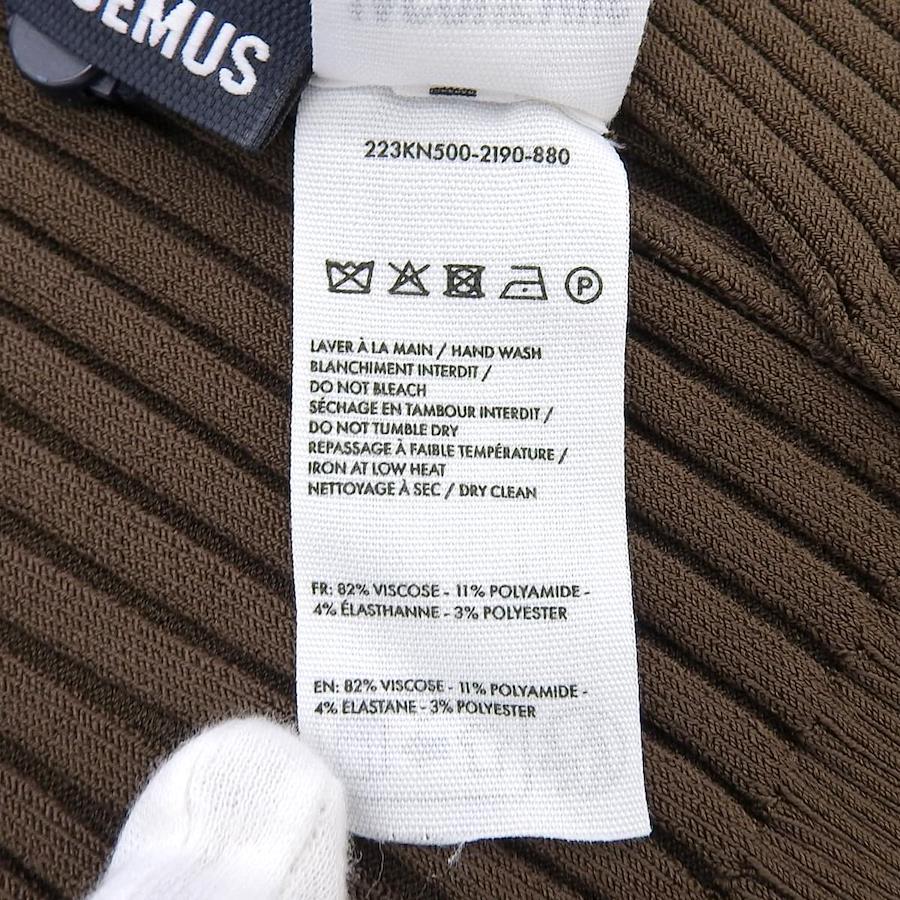 EMUS
223KN500-2190-880
P
LAVER À LA MAIN / HAND WASH
BLANCHIMENT INTERDIT /
DO NOT BLEACH
SÉCHAGE EN TAMBOUR INTERDIT /
DO NOT TUMBLE DRY
REPASSAGE À FAIBLE TEMPÉRATURE /
IRON AT LOW HEAT
NETTOYAGE À SEC / DRY CLEAN
FR: 82% VISCOSE - 11% POLYAMIDE -
4% ÉLASTHANNE - 3% POLYESTER
EN: 82% VISCOSE - 11% POLYAMIDE -
4% ELASTANE - 3% POLYESTER